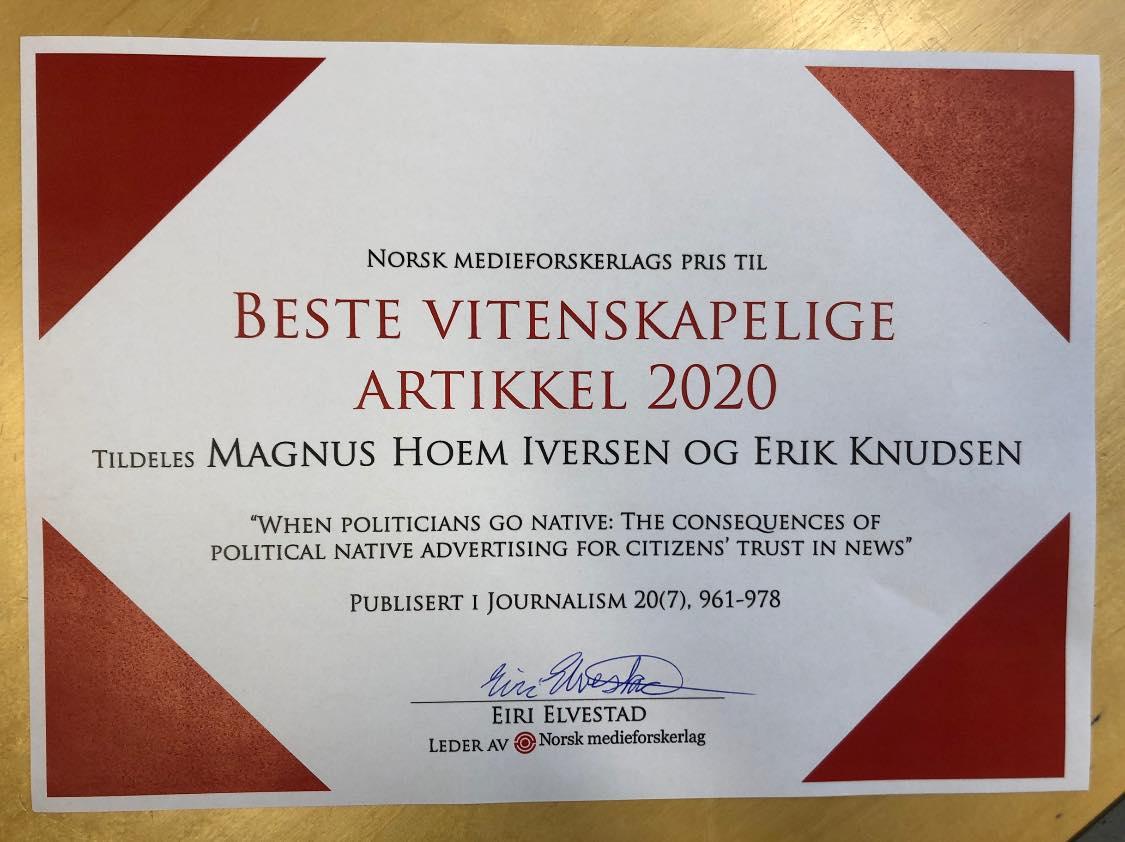 Norsk medieforskerlags pris til
Beste vitenskapelige
artikkel 2020
Tildeles Magnus Hoem Iversen og Erik Knudsen
“When politicians go native: The consequences of
political native advertising for citizens’ trust in news”
Publisert i Journalism 20(7), 961-978
Eiri Elvestad
Eiri Elvestad
Leder av Norsk medieforskerlag